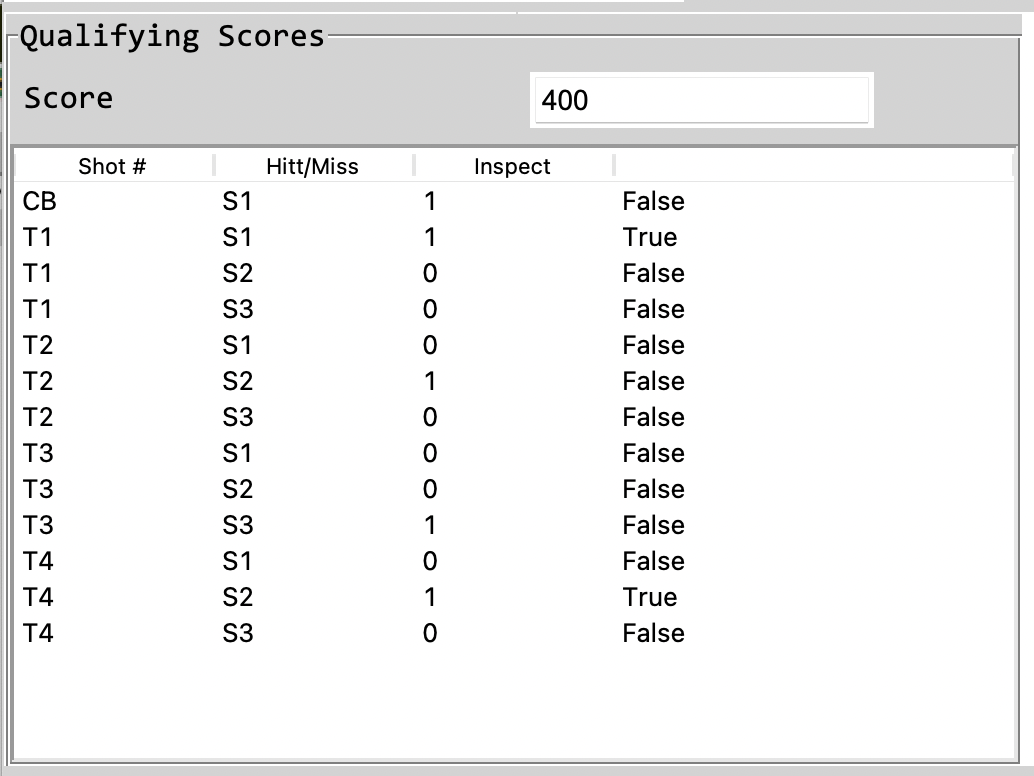 Qualifying Scores
Score 400
Shot # Hitt/Miss Inspect
CB S1 1 False
T1 S1 1 True
T1 S2 0 False
T1 S3 0 False
T2 S1 0 False
T2 S2 1 False
T2 S3 0 False
T3 S1 0 False
T3 S2 0 False
T3 S3 1 False
T4 S1 0 False
T4 S2 1 True
T4 S3 0 False